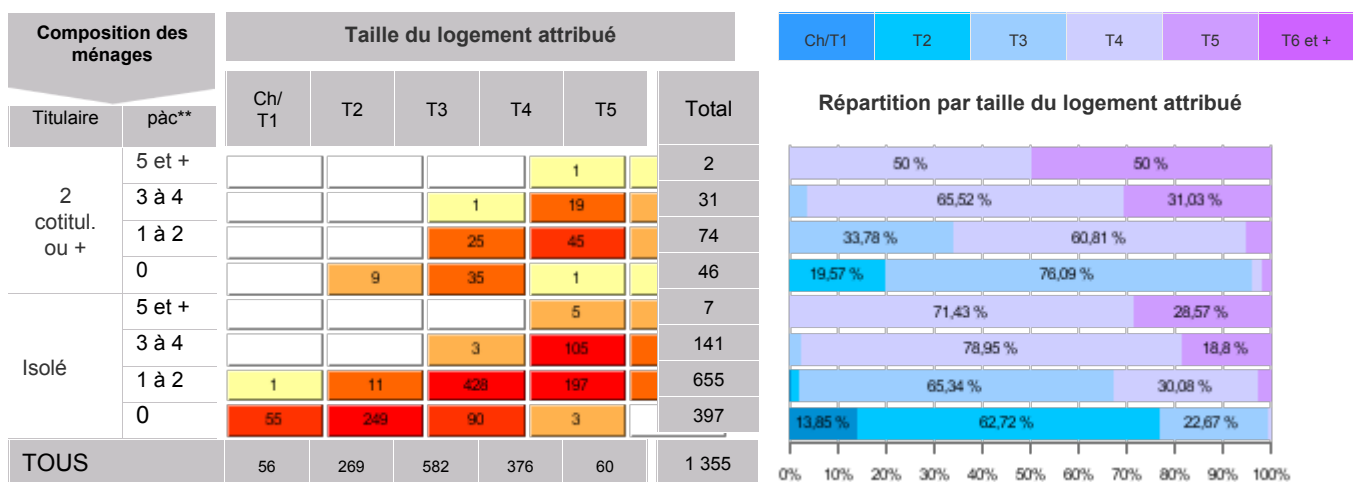 Composition des
ménages
Taille du logement attribué
Titulaire pàc** Ch/
T1 T2 T3 T4 T5 Total
2
cotitul.
ou +
5 et + 1 2
3 à 4 1 19 31
1 à 2 25 45 74
0 9 35 1 46
Isolé
5 et + 5 7
3 à 4 3 105 141
1 à 2 1 11 428 197 655
0 55 249 90 3 397
TOUS 56 269 582 376 60 1 355
Ch/T1 T2 T3 T4 T5 T6 et +
Répartition par taille du logement attribué
50 % 50 %
65,52 % 31,03 %
33,78 % 60,81 %
19,57 % 76,09 %
71,43 % 28,57 %
78,95 % 18,8 %
65,34 % 30,08 %
13,85 % 62,72 % 22,67 %
0% 10% 20% 30% 40% 50% 60% 70% 80% 90% 100%